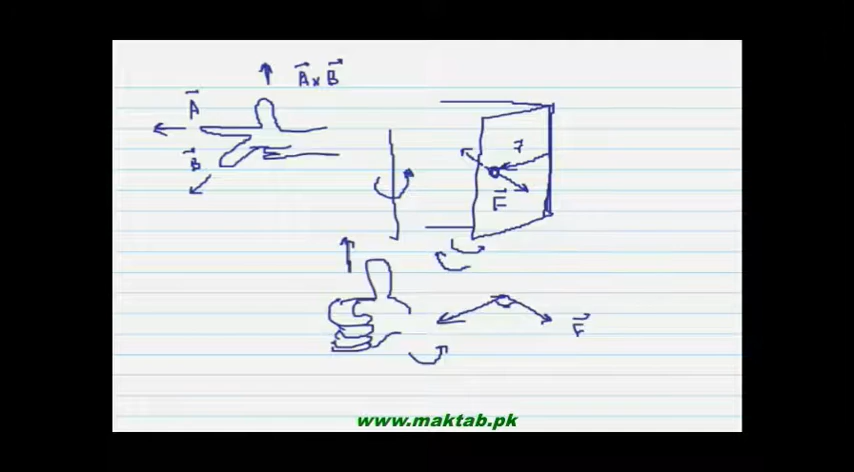 A⃗ x B⃗
A⃗
B⃗
r⃗
F⃗
F⃗
www.maktab.pk